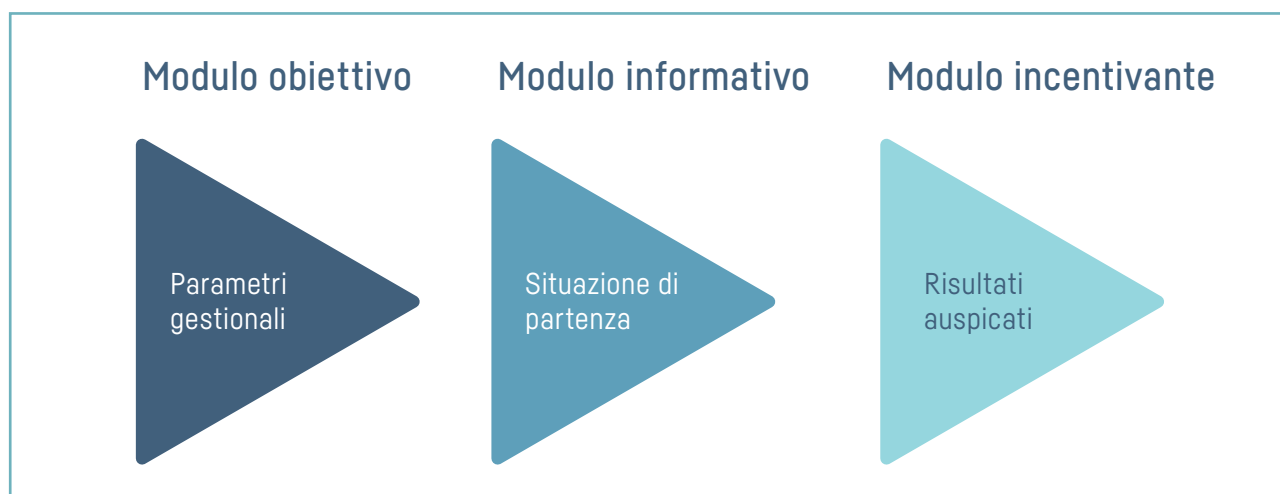 Modulo obiettivo
Modulo informativo
Modulo incentivante
Parametri
gestionali
Situazione di
partenza
Risultati
auspicati